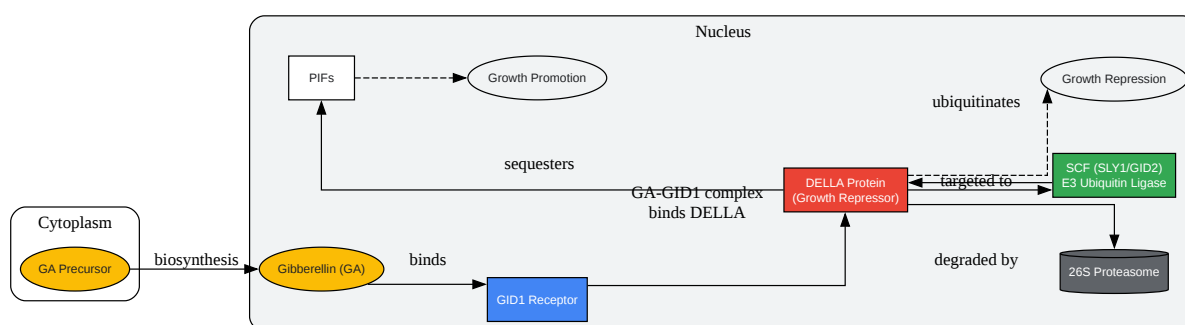 Nucleus
PIFs
Growth Promotion
Growth Repression
ubiquitinates
sequesters
SCF (SLY1/GID2)
E3 Ubiquitin Ligase
DELLA Protein
(Growth Repressor)
targeted to
GA-GID1 complex
binds DELLA
Cytoplasm
GA Precursor
biosynthesis
Gibberellin (GA)
binds
degraded by
26S Proteasome
GID1 Receptor